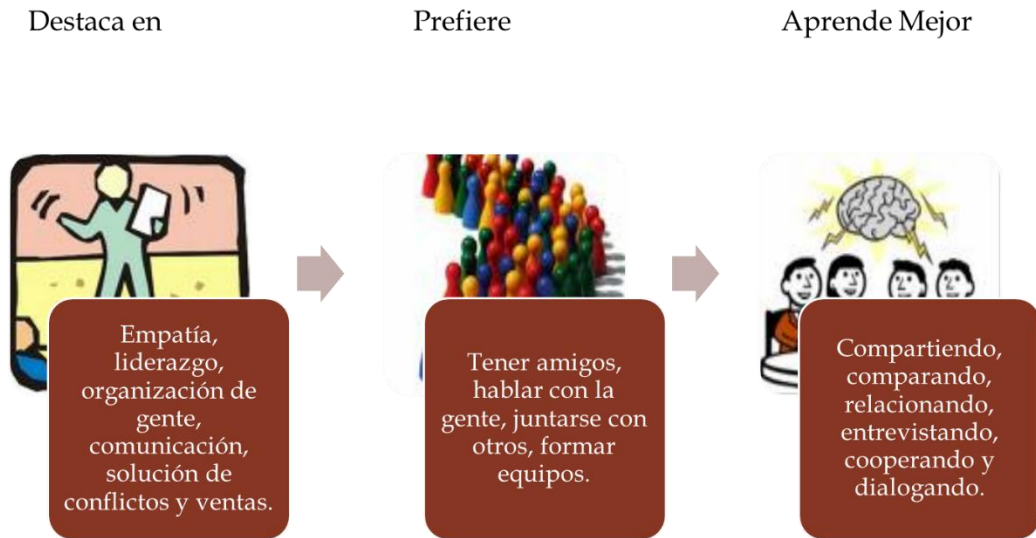 Destaca en
Prefiere
Aprende Mejor
Empatía,
liderazgo,
organización de
gente,
comunicación,
solución de
conflictos y ventas.
Tener amigos,
hablar con la
gente, juntarse con
otros, formar
equipos.
Compartiendo,
comparando,
relacionando,
entrevistando,
cooperando y
dialogando.